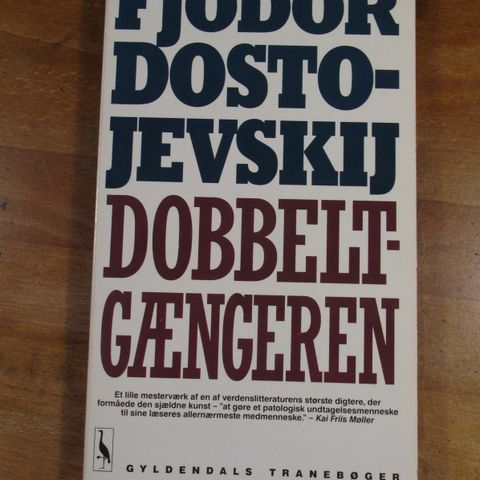 FJODOR
DOSTO-
JEVSKIJ
DOBBELT-
GÆNGEREN
Et lille mesterværk af en af verdenslitteraturens største digtere, der
formåede den sjældne kunst – "at gøre et patologisk undtagelsesmenneske
til sine læseres allernærmeste medmenneske." – Kai Friis Møller
GYLDENDALS TRANEBØGER